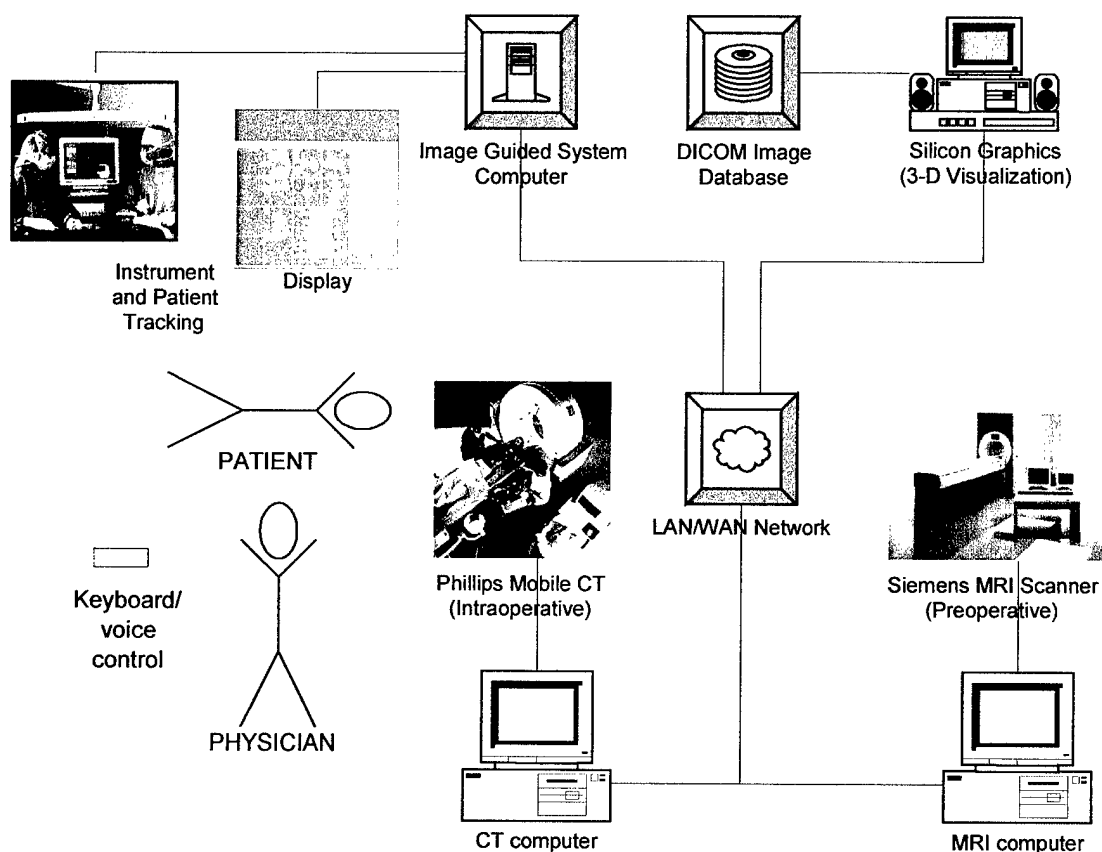 Image Guided System
Computer
DICOM Image
Database
Silicon Graphics
(3-D Visualization)
Instrument
and Patient
Tracking
Display
PATIENT
LAN/WAN Network
Keyboard/
voice
control
Phillips Mobile CT
(Intraoperative)
Siemens MRI Scanner
(Preoperative)
PHYSICIAN
CT computer
MRI computer